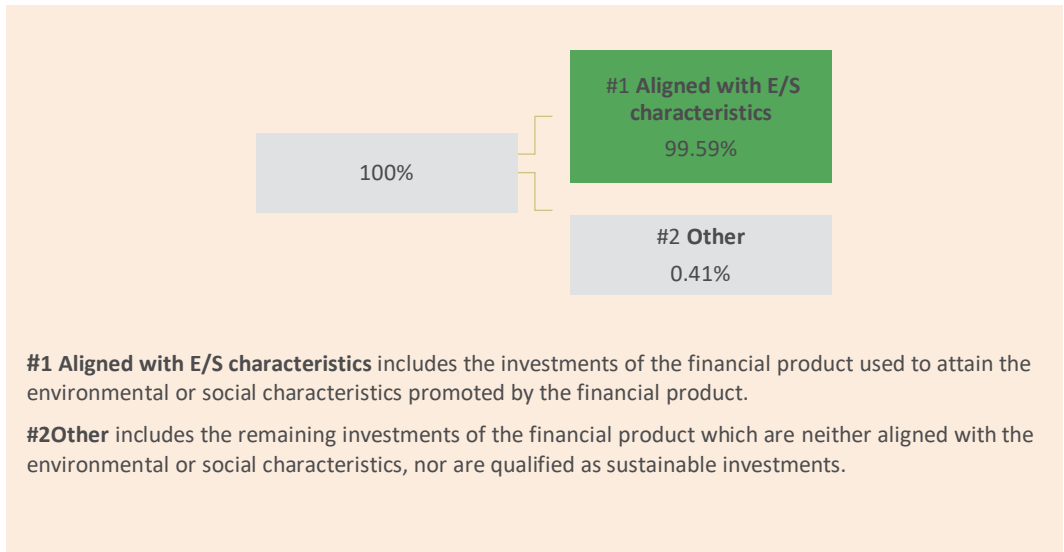 #1 Aligned with E/S
characteristics
99.59%
100%
#2 Other
0.41%
#1 Aligned with E/S characteristics includes the investments of the financial product used to attain the
environmental or social characteristics promoted by the financial product.
#2Other includes the remaining investments of the financial product which are neither aligned with the
environmental or social characteristics, nor are qualified as sustainable investments.